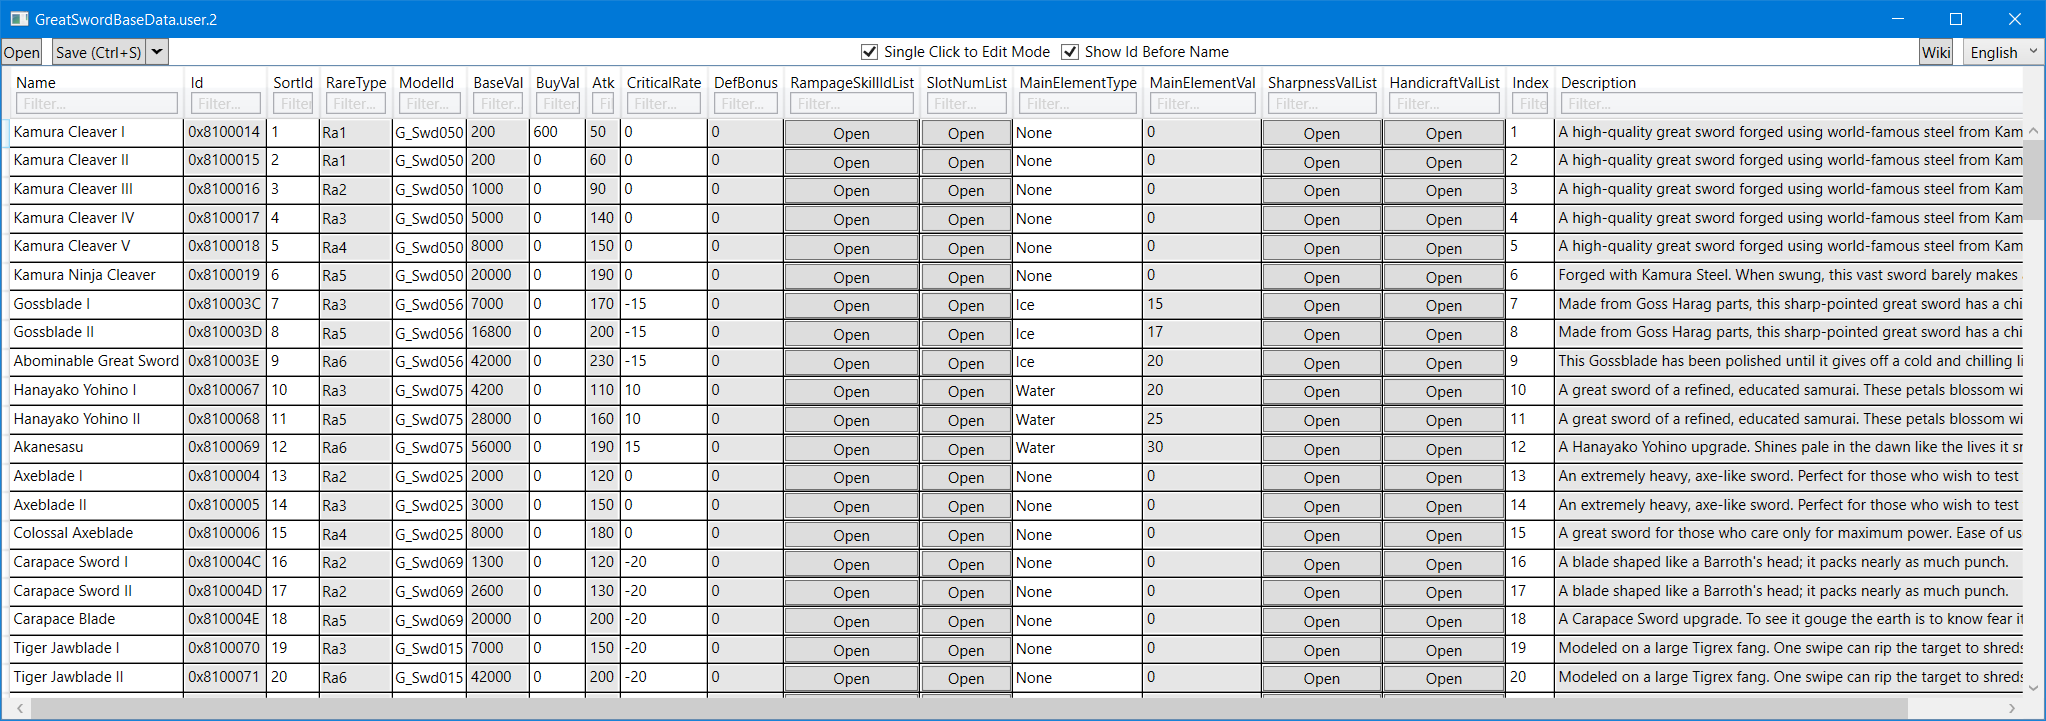 GreatSwordBaseData.user.2
Open Save (Ctrl+S) Single Click to Edit Mode Show Id Before Name Wiki English
Name Id SortId RareType ModelId BaseVal BuyVal Atk CriticalRate DefBonus RampageSkillIdList SlotNumList MainElementType MainElementVal SharpnessValList HandicraftValList Index Description
Filter... Filter... Filter Filter... Filter... Filter... Filter. Fi Filter... Filter... Filter... Filter... Filter... Filter... Filter... Filter... Filte Filter...
Kamura Cleaver I 0x8100014 1 Ra1 G_Swd050 200 600 50 0 0 Open Open None 0 Open Open 1 A high-quality great sword forged using world-famous steel from Kam
Kamura Cleaver II 0x8100015 2 Ra1 G_Swd050 200 0 60 0 0 Open Open None 0 Open Open 2 A high-quality great sword forged using world-famous steel from Kam
Kamura Cleaver III 0x8100016 3 Ra2 G_Swd050 1000 0 90 0 0 Open Open None 0 Open Open 3 A high-quality great sword forged using world-famous steel from Kam
Kamura Cleaver IV 0x8100017 4 Ra3 G_Swd050 5000 0 140 0 0 Open Open None 0 Open Open 4 A high-quality great sword forged using world-famous steel from Kam
Kamura Cleaver V 0x8100018 5 Ra4 G_Swd050 8000 0 150 0 0 Open Open None 0 Open Open 5 A high-quality great sword forged using world-famous steel from Kam
Kamura Ninja Cleaver 0x8100019 6 Ra5 G_Swd050 20000 0 190 0 0 Open Open None 0 Open Open 6 Forged with Kamura Steel. When swung, this vast sword barely makes
Gossblade I 0x810003C 7 Ra3 G_Swd056 7000 0 170 -15 0 Open Open Ice 15 Open Open 7 Made from Goss Harag parts, this sharp-pointed great sword has a chi
Gossblade II 0x810003D 8 Ra5 G_Swd056 16800 0 200 -15 0 Open Open Ice 17 Open Open 8 Made from Goss Harag parts, this sharp-pointed great sword has a chi
Abominable Great Sword 0x810003E 9 Ra6 G_Swd056 42000 0 230 -15 0 Open Open Ice 20 Open Open 9 This Gossblade has been polished until it gives off a cold and chilling li
Hanayako Yohino I 0x8100067 10 Ra3 G_Swd075 4200 0 110 10 0 Open Open Water 20 Open Open 10 A great sword of a refined, educated samurai. These petals blossom wi
Hanayako Yohino II 0x8100068 11 Ra5 G_Swd075 28000 0 160 10 0 Open Open Water 25 Open Open 11 A great sword of a refined, educated samurai. These petals blossom wi
Akanesasu 0x8100069 12 Ra6 G_Swd075 56000 0 190 15 0 Open Open Water 30 Open Open 12 A Hanayako Yohino upgrade. Shines pale in the dawn like the lives it sn
Axeblade I 0x8100004 13 Ra2 G_Swd025 2000 0 120 0 0 Open Open None 0 Open Open 13 An extremely heavy, axe-like sword. Perfect for those who wish to test
Axeblade II 0x8100005 14 Ra3 G_Swd025 3000 0 150 0 0 Open Open None 0 Open Open 14 An extremely heavy, axe-like sword. Perfect for those who wish to test
Colossal Axeblade 0x8100006 15 Ra4 G_Swd025 8000 0 180 0 0 Open Open None 0 Open Open 15 A great sword for those who care only for maximum power. Ease of us
Carapace Sword I 0x810004C 16 Ra2 G_Swd069 1300 0 120 -20 0 Open Open None 0 Open Open 16 A blade shaped like a Barroth's head; it packs nearly as much punch.
Carapace Sword II 0x810004D 17 Ra2 G_Swd069 2600 0 130 -20 0 Open Open None 0 Open Open 17 A blade shaped like a Barroth's head; it packs nearly as much punch.
Carapace Blade 0x810004E 18 Ra5 G_Swd069 20000 0 200 -20 0 Open Open None 0 Open Open 18 A Carapace Sword upgrade. To see it gouge the earth is to know fear it
Tiger Jawblade I 0x8100070 19 Ra3 G_Swd015 7000 0 150 -20 0 Open Open None 0 Open Open 19 Modeled on a large Tigrex fang. One swipe can rip the target to shreds
Tiger Jawblade II 0x8100071 20 Ra6 G_Swd015 42000 0 200 -20 0 Open Open None 0 Open Open 20 Modeled on a large Tigrex fang. One swipe can rip the target to shreds